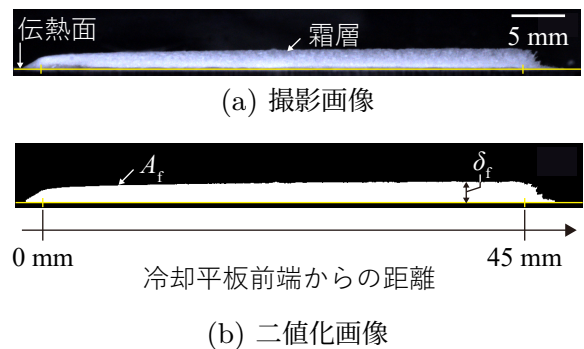 伝熱面
霜層
5 mm
(a) 撮影画像
A_f
δ_f
0 mm
45 mm
冷却平板前端からの距離
(b) 二値化画像